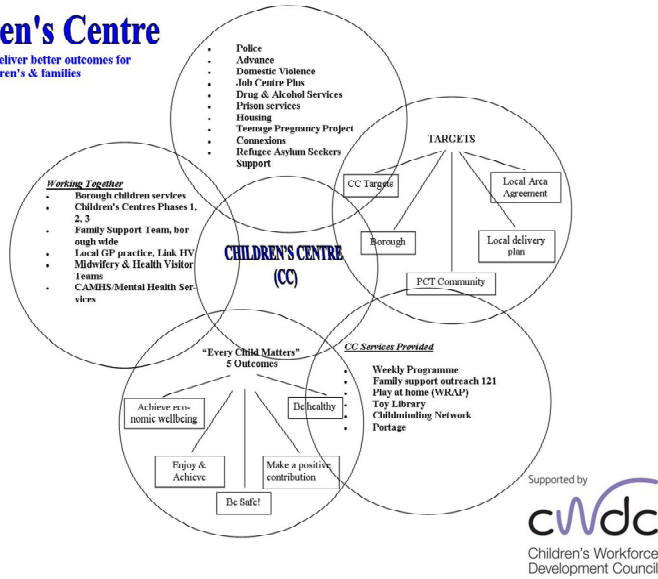 en's Centre
eliver better outcomes for
ren's & families
Police
Advance
Domestic Violence
Job Centre Plus
Drug & Alcohol Services
Prison services
Housing
Teenage Pregnancy Project
Connexions
Refugee Asylum Seekers
Support
TARGETS
CC Targets
Local Area
Agreement
Borough
Local delivery
plan
PCT Community
Working Together
Borough children services
Children's Centres Phases 1,
2, 3
Family Support Team, bor
ough wide
Local GP practice, Link HV
Midwifery & Health Visitor
Teams
CAMHS/Mental Health Ser-
vices
CHILDREN'S CENTRE
(CC)
"Every Child Matters"
5 Outcomes
Achieve eco-
nomic wellbeing
Be healthy
Enjoy &
Achieve
Make a positive
contribution
Be Safe!
CC Services Provided
Weekly Programme
Family support outreach 121
Play at home (WRAP)
Toy Library
Childminding Network
Portage
Supported by
cwdc
Children's Workforce
Development Council